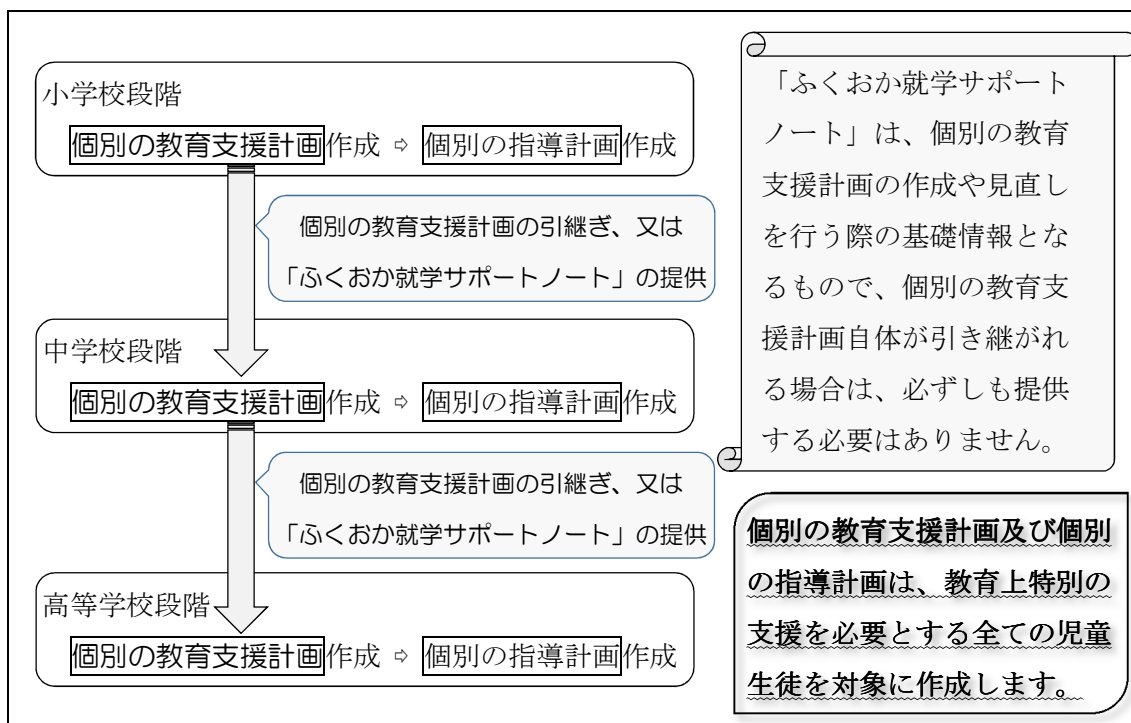 小学校段階
個別の教育支援計画作成 ⇨ 個別の指導計画作成
個別の教育支援計画の引継ぎ、又は
「ふくおか就学サポートノート」の提供
中学校段階
個別の教育支援計画作成 ⇨ 個別の指導計画作成
個別の教育支援計画の引継ぎ、又は
「ふくおか就学サポートノート」の提供
高等学校段階
個別の教育支援計画作成 ⇨ 個別の指導計画作成
「ふくおか就学サポート
ノート」は、個別の教育
支援計画の作成や見直し
を行う際の基礎情報とな
るもので、個別の教育支
援計画自体が引き継がれ
る場合は、必ずしも提供
する必要はありません。
個別の教育支援計画及び個別
の指導計画は、教育上特別の
支援を必要とする全ての児童
生徒を対象に作成します。